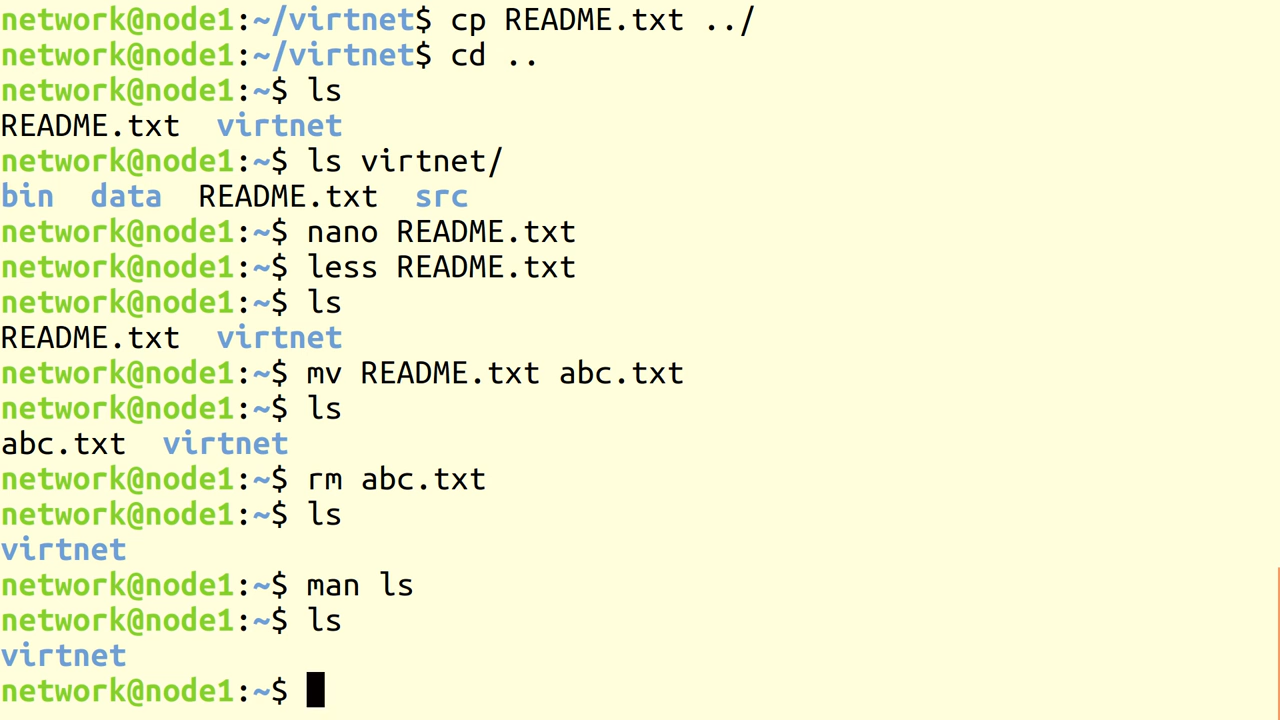 network@node1:~/virtnet$ cp README.txt ../
network@node1:~/virtnet$ cd ..
network@node1:~$ ls
README.txt  virtnet
network@node1:~$ ls virtnet/
bin  data  README.txt  src
network@node1:~$ nano README.txt
network@node1:~$ less README.txt
network@node1:~$ ls
README.txt  virtnet
network@node1:~$ mv README.txt abc.txt
network@node1:~$ ls
abc.txt  virtnet
network@node1:~$ rm abc.txt
network@node1:~$ ls
virtnet
network@node1:~$ man ls
network@node1:~$ ls
virtnet
network@node1:~$